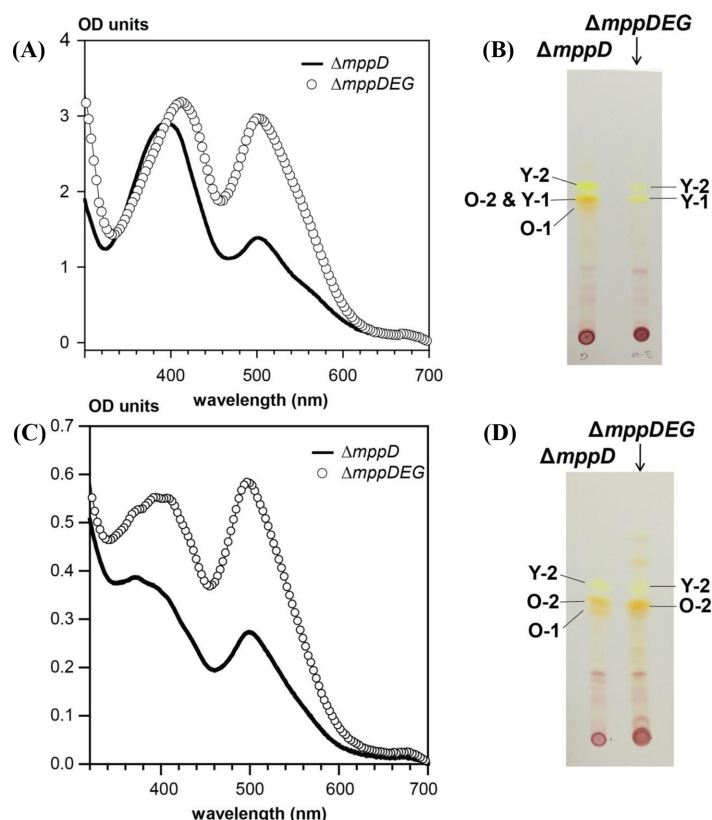 OD units
(A)
4
3
2
1
0
ΔmppD
ΔmppDEG
400
500
600
700
wavelength (nm)
(B)
ΔmppDEG
ΔmppD
Y-2
O-2 & Y-1
O-1
Y-2
Y-1
OD units
(C)
0.7
0.6
0.5
0.4
0.3
0.2
0.1
0.0
ΔmppD
ΔmppDEG
400
500
600
700
wavelength (nm)
(D)
ΔmppDEG
ΔmppD
Y-2
O-2
O-1
Y-2
O-2